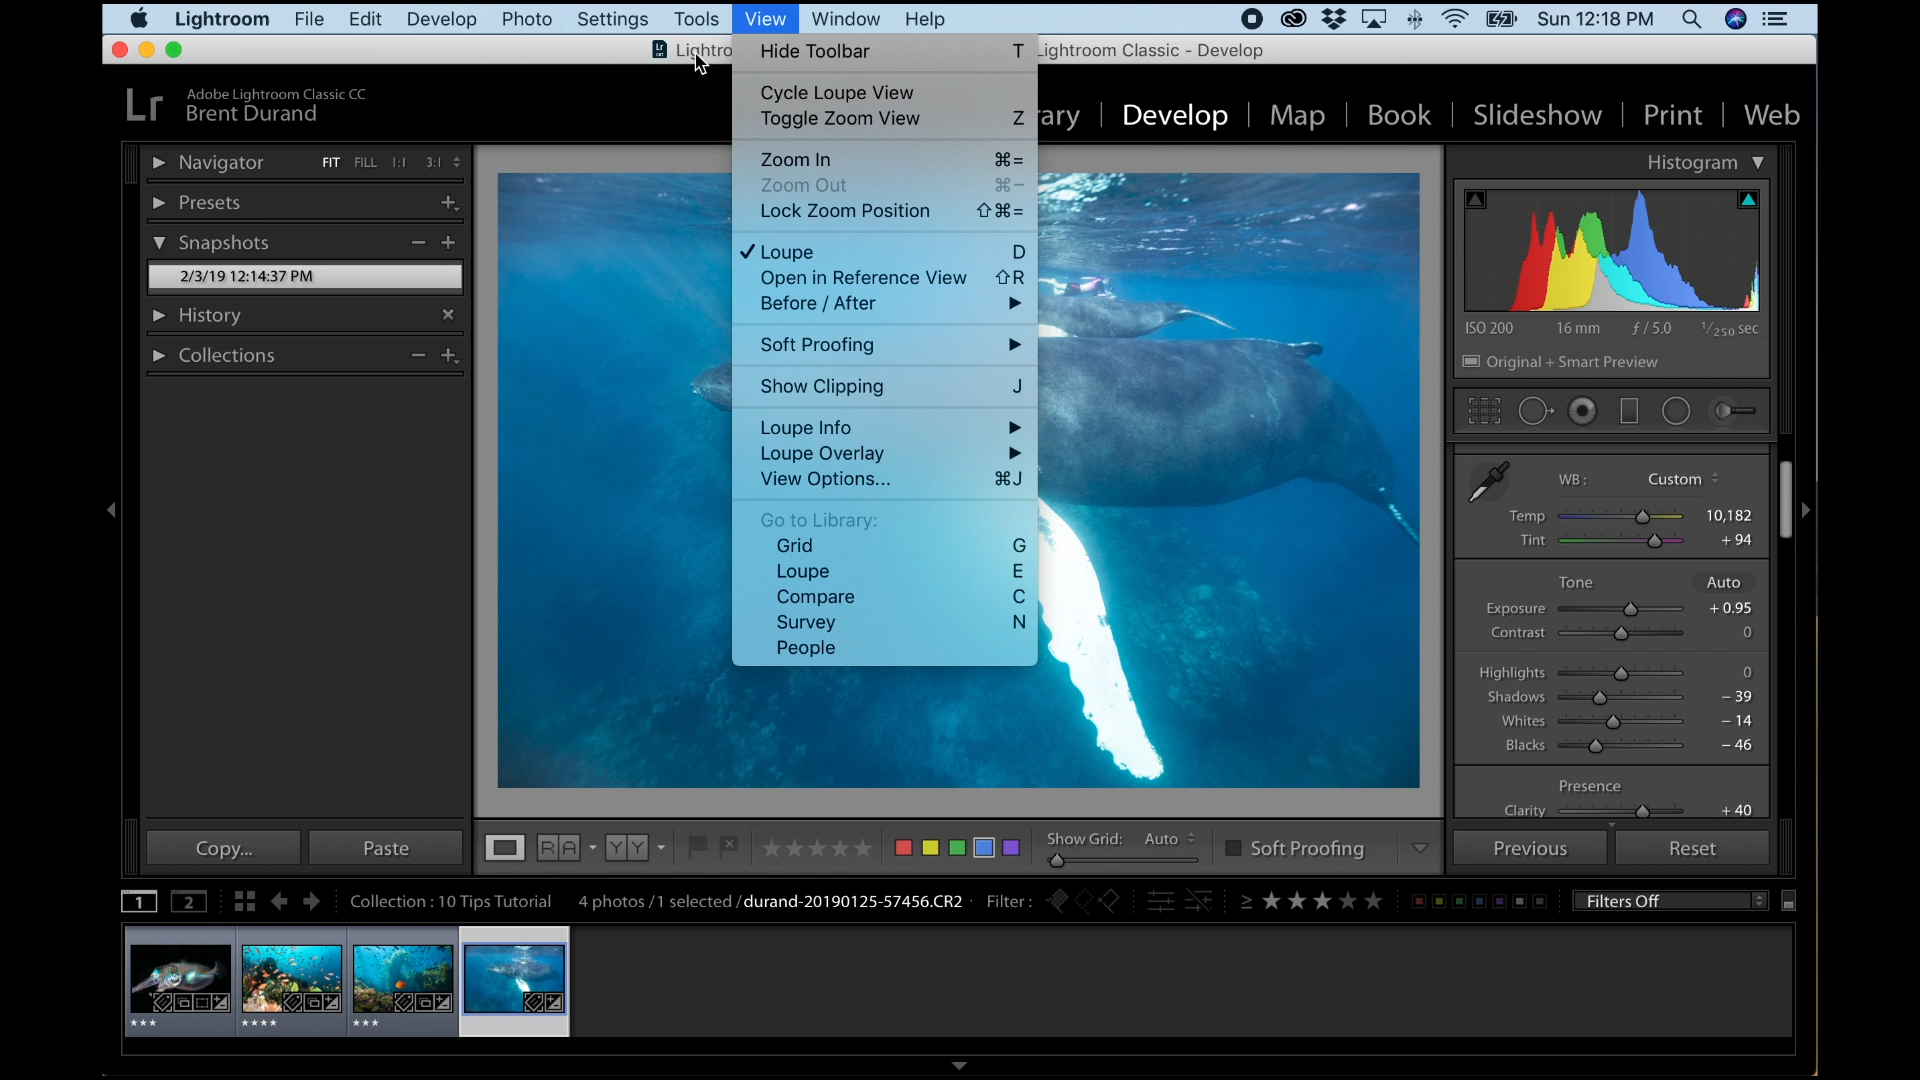 Lightroom File Edit Develop Photo Settings Tools View Window Help Sun 12:18 PM
Lr Lightro Lightroom Classic - Develop
Hide Toolbar T
Cycle Loupe View
Toggle Zoom View Z
Zoom In ⌘=
Zoom Out ⌘−
Lock Zoom Position ⇧⌘=
✓ Loupe D
Open in Reference View ⇧R
Before / After ▶
Soft Proofing ▶
Show Clipping J
Loupe Info ▶
Loupe Overlay ▶
View Options... ⌘J
Go to Library:
Grid G
Loupe E
Compare C
Survey N
People
Lr Adobe Lightroom Classic CC
Brent Durand
rary | Develop | Map | Book | Slideshow | Print | Web
Navigator FIT FILL 1:1 3:1
Presets +
Snapshots − +
2/3/19 12:14:37 PM
History ×
Collections − +
Copy... Paste
Histogram
ISO 200 16 mm ƒ / 5.0 1/250 sec
Original + Smart Preview
WB: Custom
Temp 10,182
Tint + 94
Tone Auto
Exposure + 0.95
Contrast 0
Highlights 0
Shadows − 39
Whites − 14
Blacks − 46
Presence
Clarity + 40
Previous Reset
R A Y Y Show Grid: Auto Soft Proofing
1 2 Collection : 10 Tips Tutorial 4 photos / 1 selected / durand-20190125-57456.CR2 Filter : ≥ ★★★★★ Filters Off
★★★ ★★★★ ★★★